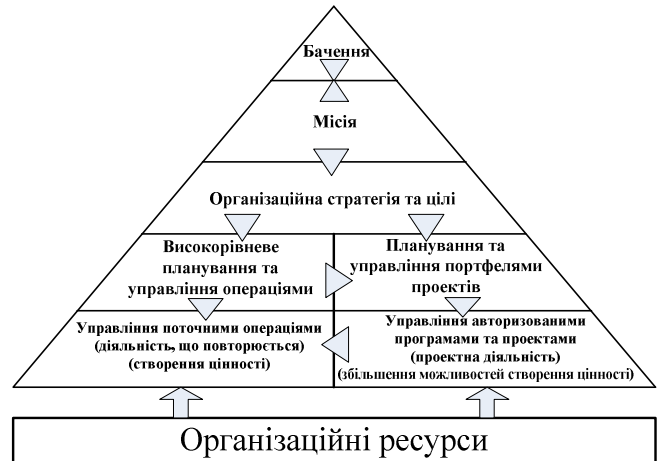 Бачення
Місія
Організаційна стратегія та цілі
Високорівневе
планування та
управління операціями
Планування та
управління портфелями
проектів
Управління поточними операціями
(діяльність, що повторюється)
(створення цінності)
Управління авторизованими
програмами та проектами
(проектна діяльність)
(збільшення можливостей створення цінності)
Організаційні ресурси